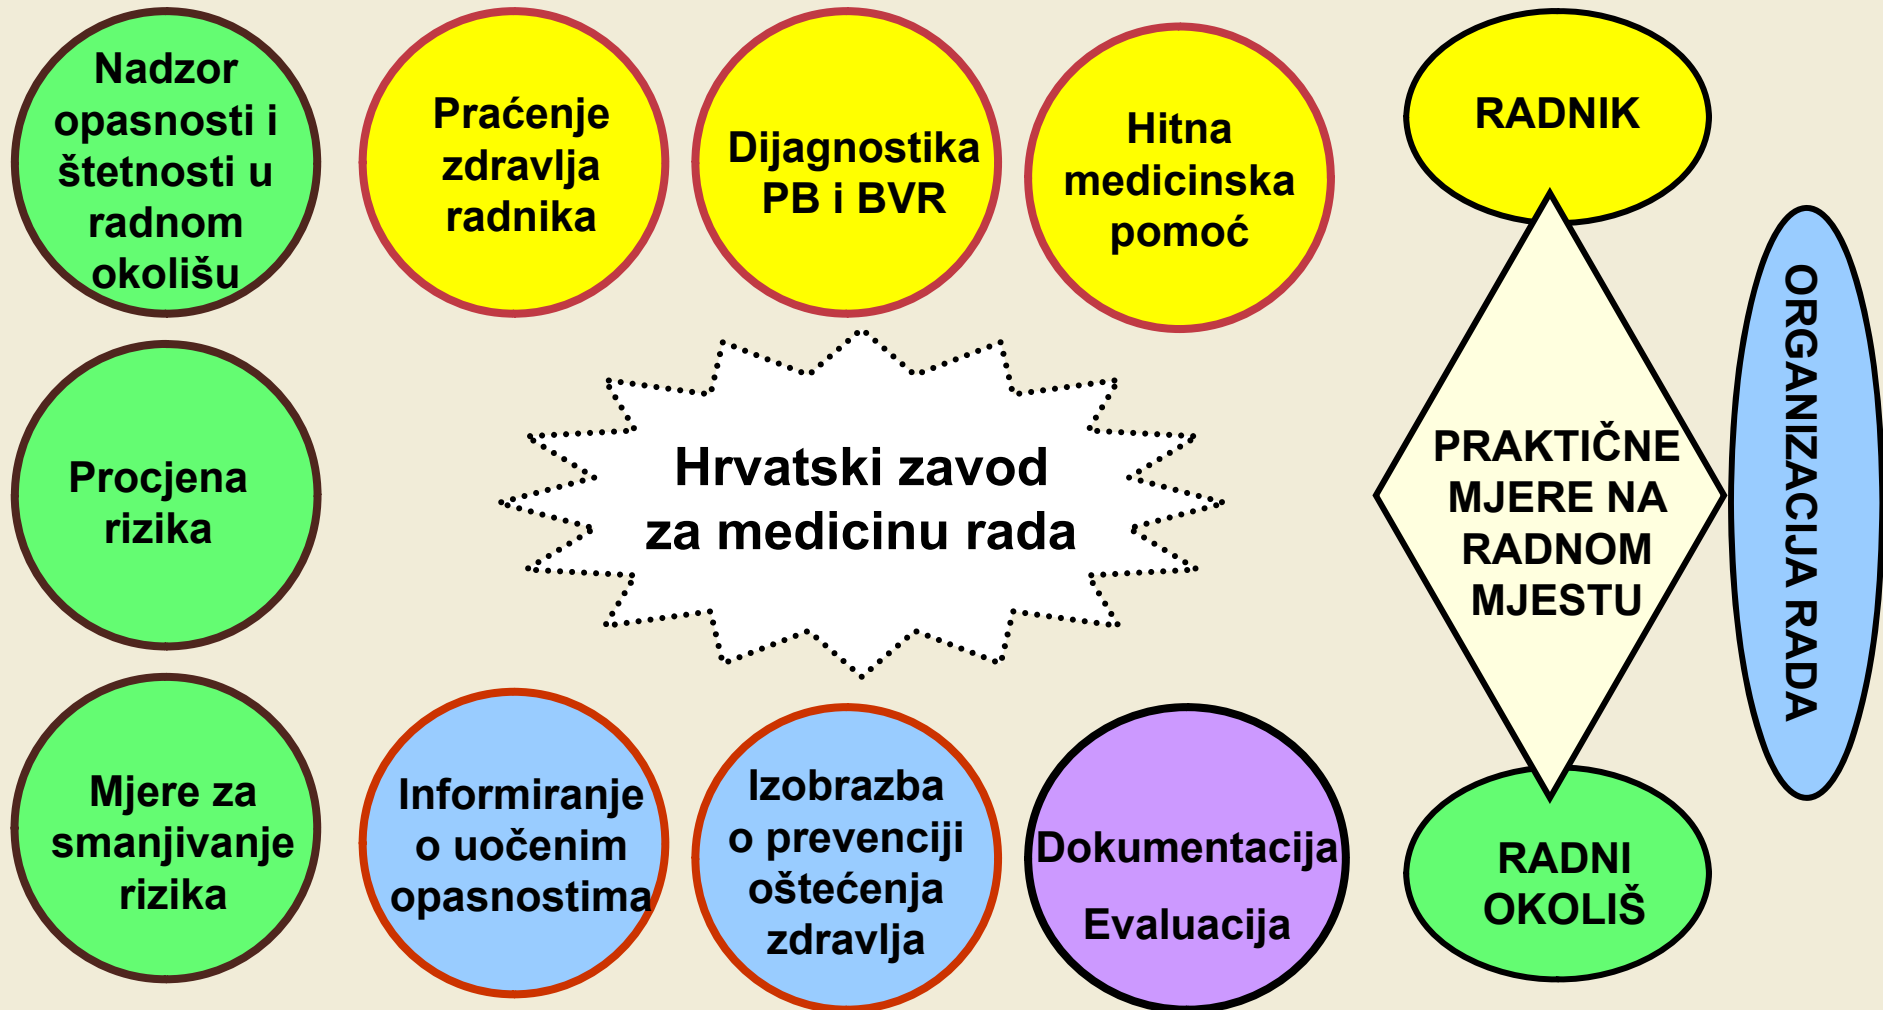 Nadzor
opasnosti i
štetnosti u
radnom
okolišu
Praćenje
zdravlja
radnika
Dijagnostika
PB i BVR
Hitna
medicinska
pomoć
RADNIK
Procjena
rizika
Hrvatski zavod
za medicinu rada
PRAKTIČNE
MJERE NA
RADNOM
MJESTU
ORGANIZACIJA RADA
Mjere za
smanjivanje
rizika
Informiranje
o uočenim
opasnostima
Izobrazba
o prevenciji
oštećenja
zdravlja
Dokumentacija
Evaluacija
RADNI
OKOLIŠ